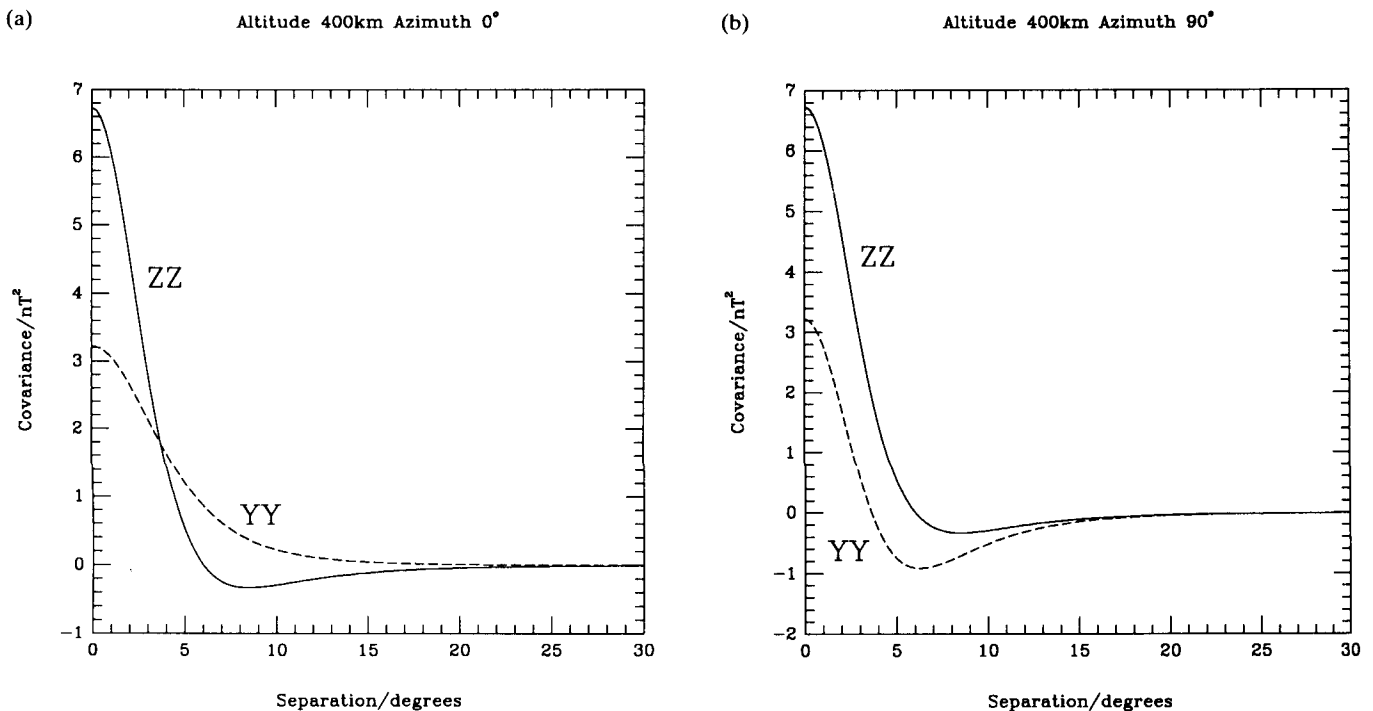 (a)
Altitude 400km Azimuth 0°
7
6
5
4
3
2
1
0
-1
Covariance/nT²
ZZ
YY
0 5 10 15 20 25 30
Separation/degrees
(b)
Altitude 400km Azimuth 90°
7
6
5
4
3
2
1
0
-1
-2
Covariance/nT²
ZZ
YY
0 5 10 15 20 25 30
Separation/degrees